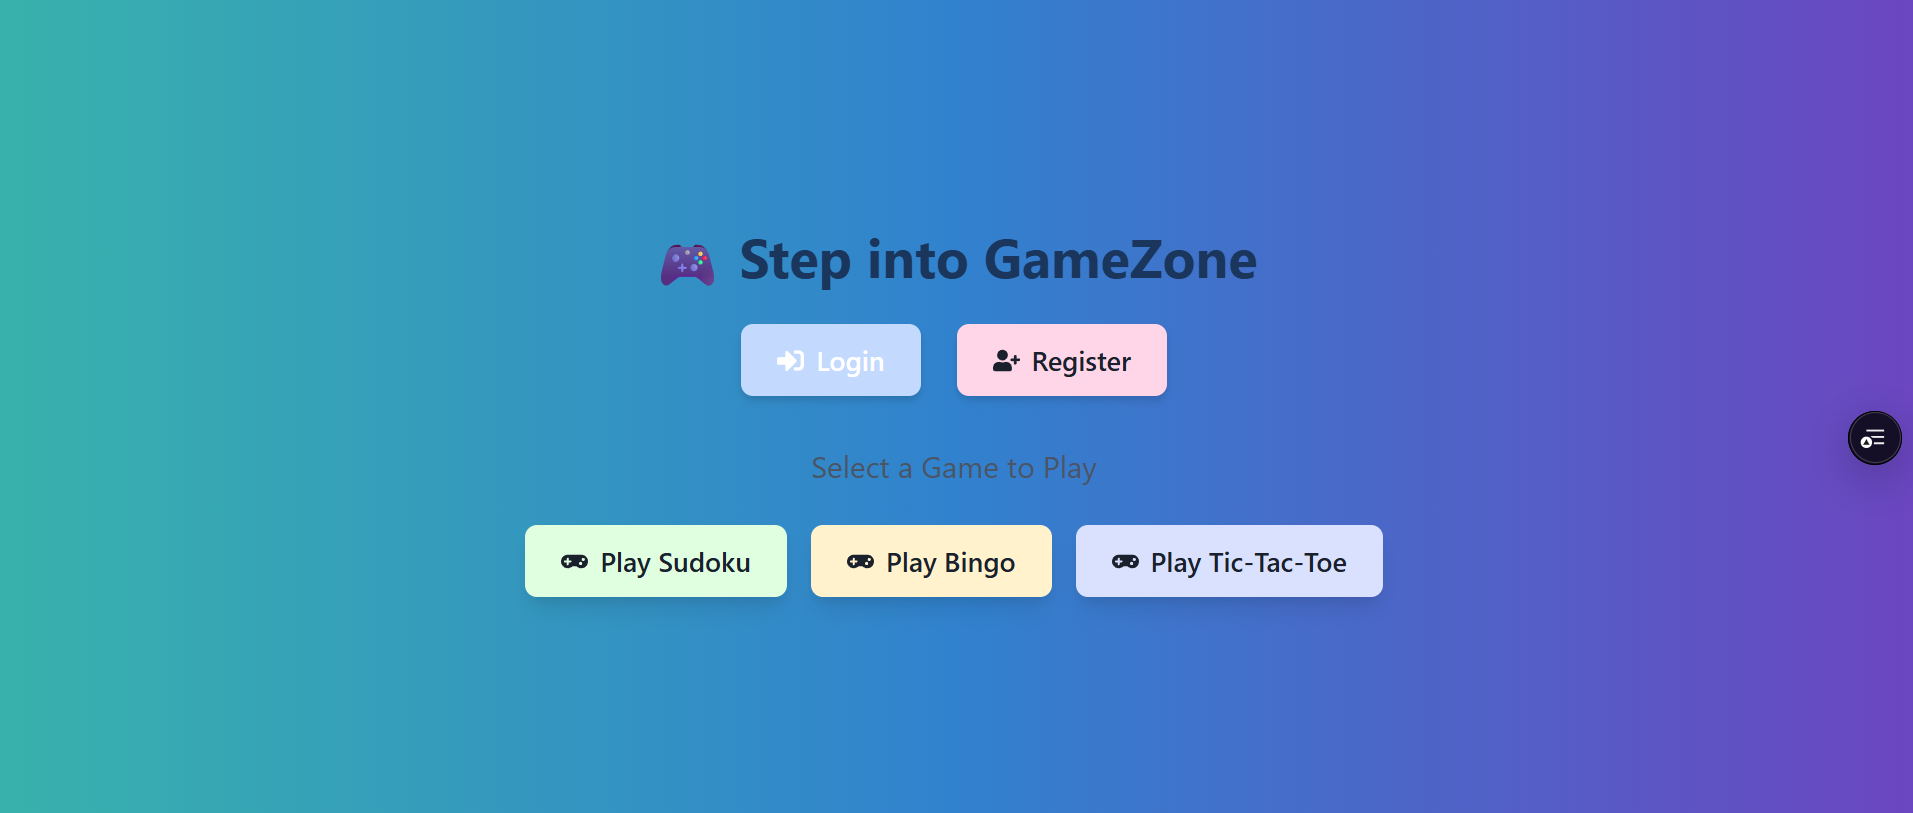 Step into GameZone
Login
Register
Select a Game to Play
Play Sudoku
Play Bingo
Play Tic-Tac-Toe